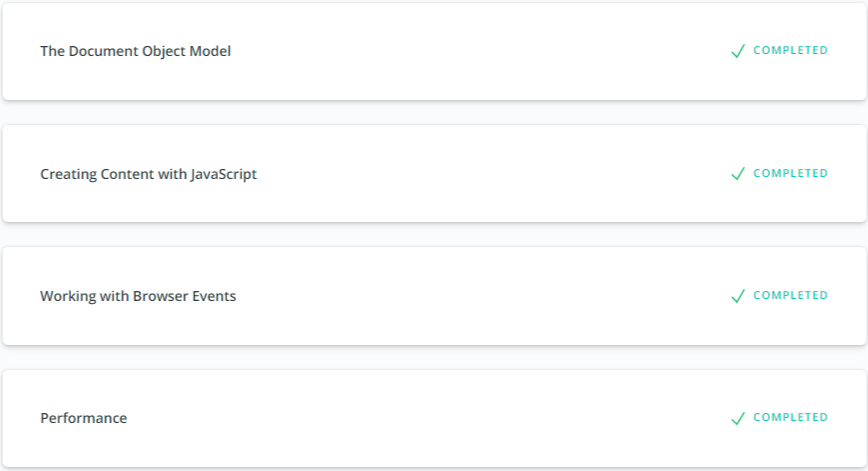 The Document Object Model COMPLETED
Creating Content with JavaScript COMPLETED
Working with Browser Events COMPLETED
Performance COMPLETED